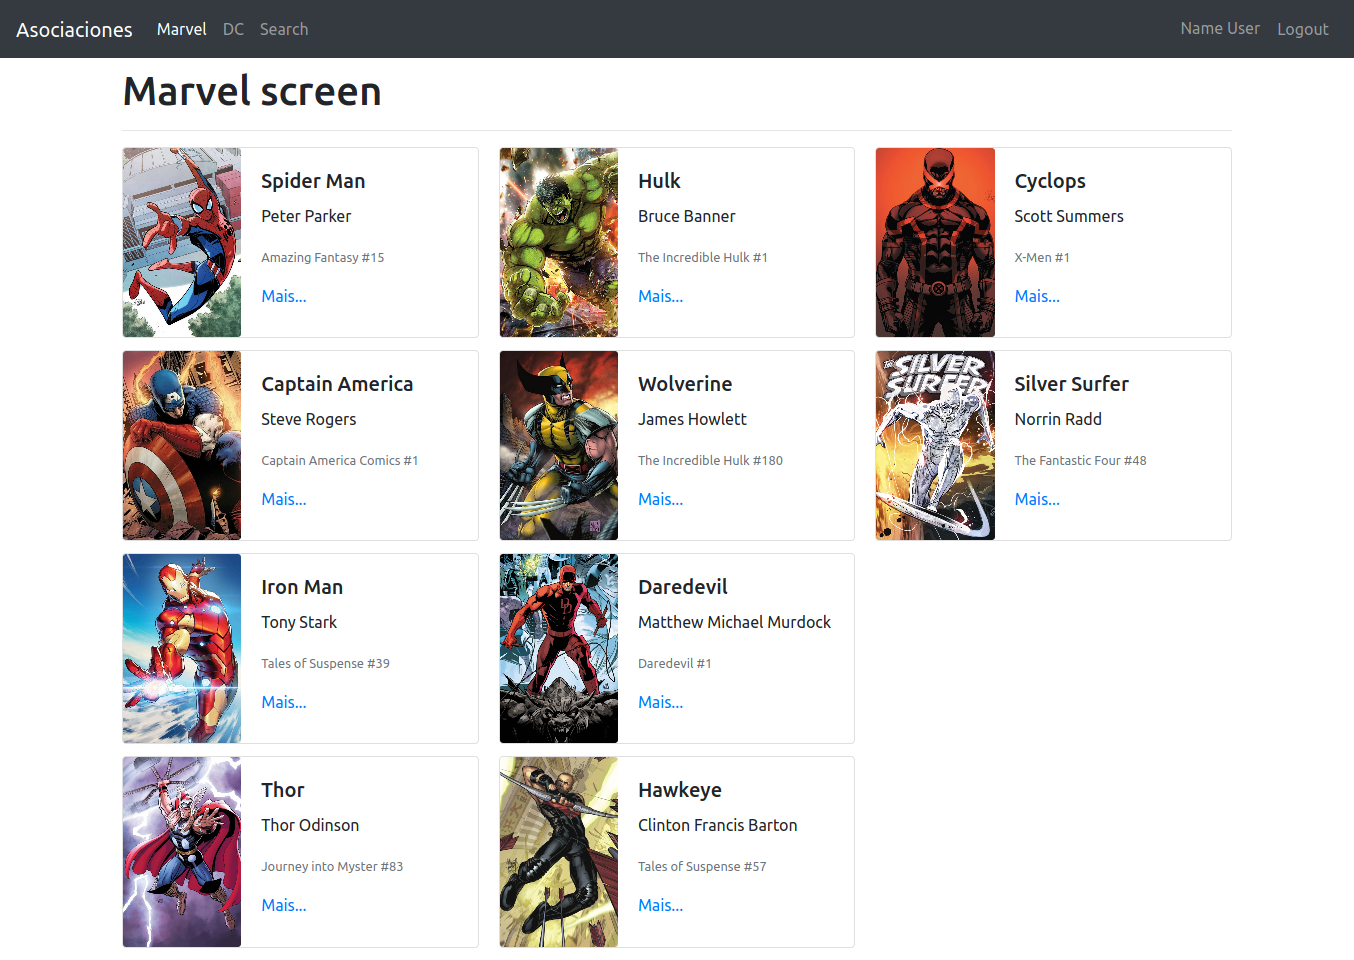 Asociaciones Marvel DC Search Name User Logout
Marvel screen
Spider Man
Peter Parker
Amazing Fantasy #15
Mais...
Hulk
Bruce Banner
The Incredible Hulk #1
Mais...
Cyclops
Scott Summers
X-Men #1
Mais...
Captain America
Steve Rogers
Captain America Comics #1
Mais...
Wolverine
James Howlett
The Incredible Hulk #180
Mais...
THE SILVER
SURFER
Silver Surfer
Norrin Radd
The Fantastic Four #48
Mais...
Iron Man
Tony Stark
Tales of Suspense #39
Mais...
Daredevil
Matthew Michael Murdock
Daredevil #1
Mais...
Thor
Thor Odinson
Journey into Myster #83
Mais...
Hawkeye
Clinton Francis Barton
Tales of Suspense #57
Mais...